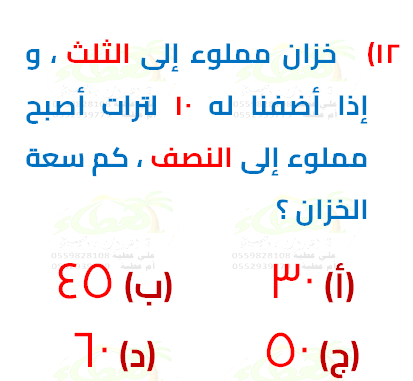 ١٢) خزان مملوء إلى الثلث ، و
إذا أضفنا له ١٠ لترات أصبح
مملوء إلى النصف ، كم سعة
الخزان ؟
(أ) ٣٠ (ب) ٤٥
(ج) ٥٠ (د) ٦٠